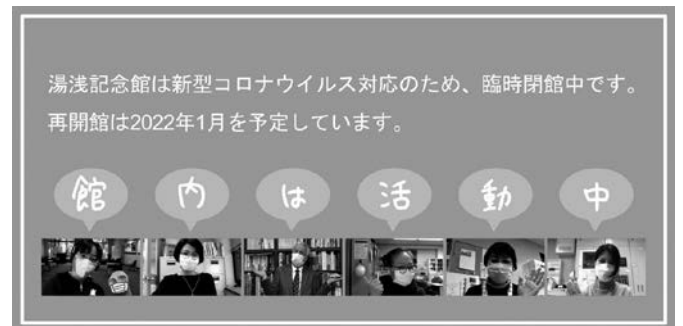 湯浅記念館は新型コロナウイルス対応のため、臨時閉館中です。
再開館は2022年1月を予定しています。
館内は活動中